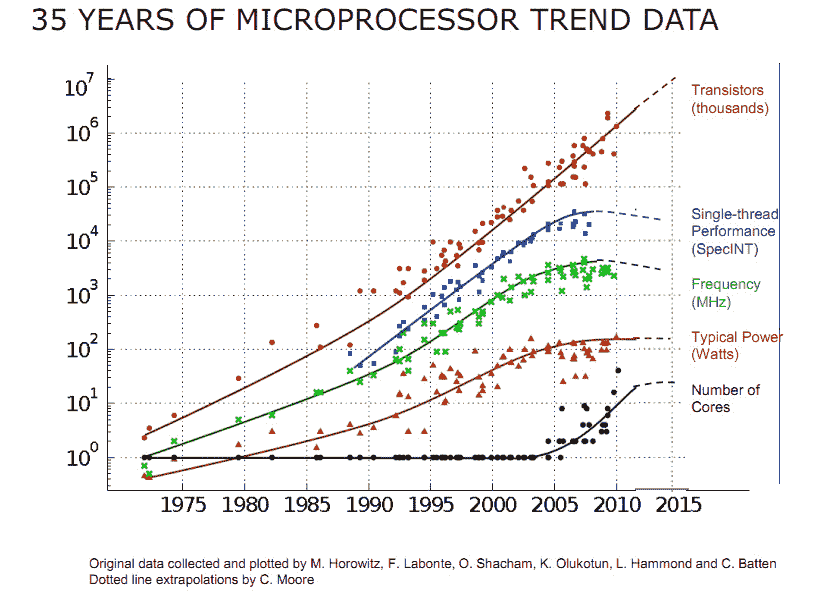 35 YEARS OF MICROPROCESSOR TREND DATA
10^7
10^6
10^5
10^4
10^3
10^2
10^1
10^0
Transistors
(thousands)
Single-thread
Performance
(SpecINT)
Frequency
(MHz)
Typical Power
(Watts)
Number of
Cores
1975 1980 1985 1990 1995 2000 2005 2010 2015
Original data collected and plotted by M. Horowitz, F. Labonte, O. Shacham, K. Olukotun, L. Hammond and C. Batten
Dotted line extrapolations by C. Moore